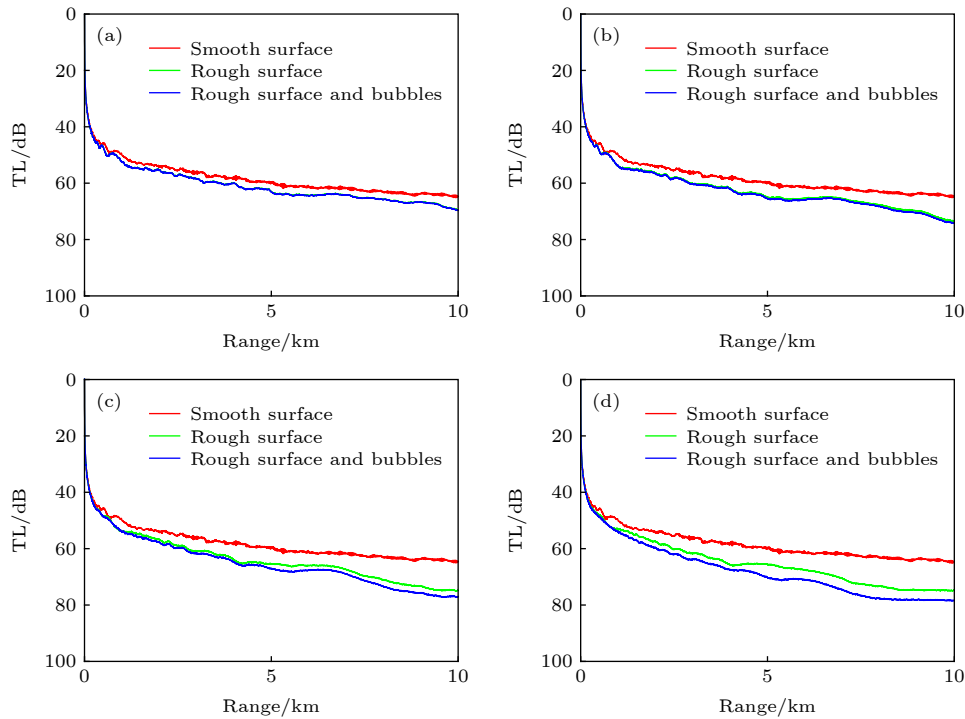 (a)
Smooth surface
Rough surface
Rough surface and bubbles
0
20
40
60
80
100
TL/dB
0
5
10
Range/km
(b)
Smooth surface
Rough surface
Rough surface and bubbles
0
20
40
60
80
100
TL/dB
0
5
10
Range/km
(c)
Smooth surface
Rough surface
Rough surface and bubbles
0
20
40
60
80
100
TL/dB
0
5
10
Range/km
(d)
Smooth surface
Rough surface
Rough surface and bubbles
0
20
40
60
80
100
TL/dB
0
5
10
Range/km